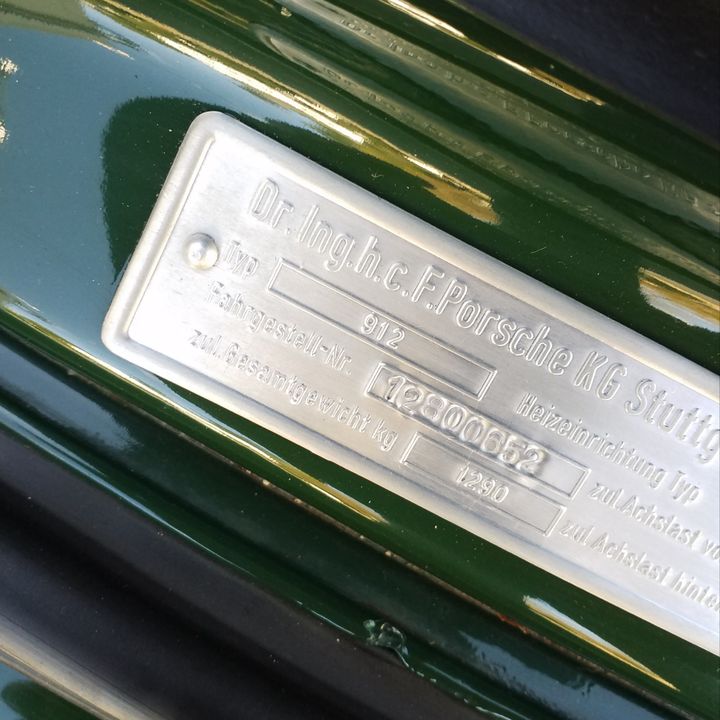 Dr. Ing.h.c.F.Porsche KG Stuttg
Typ 912 Heizeinrichtung Typ
Fahrgestell-Nr. 12800652 zul.Achslast vo
zul.Gesamtgewicht kg 1290 zul.Achslast hinte